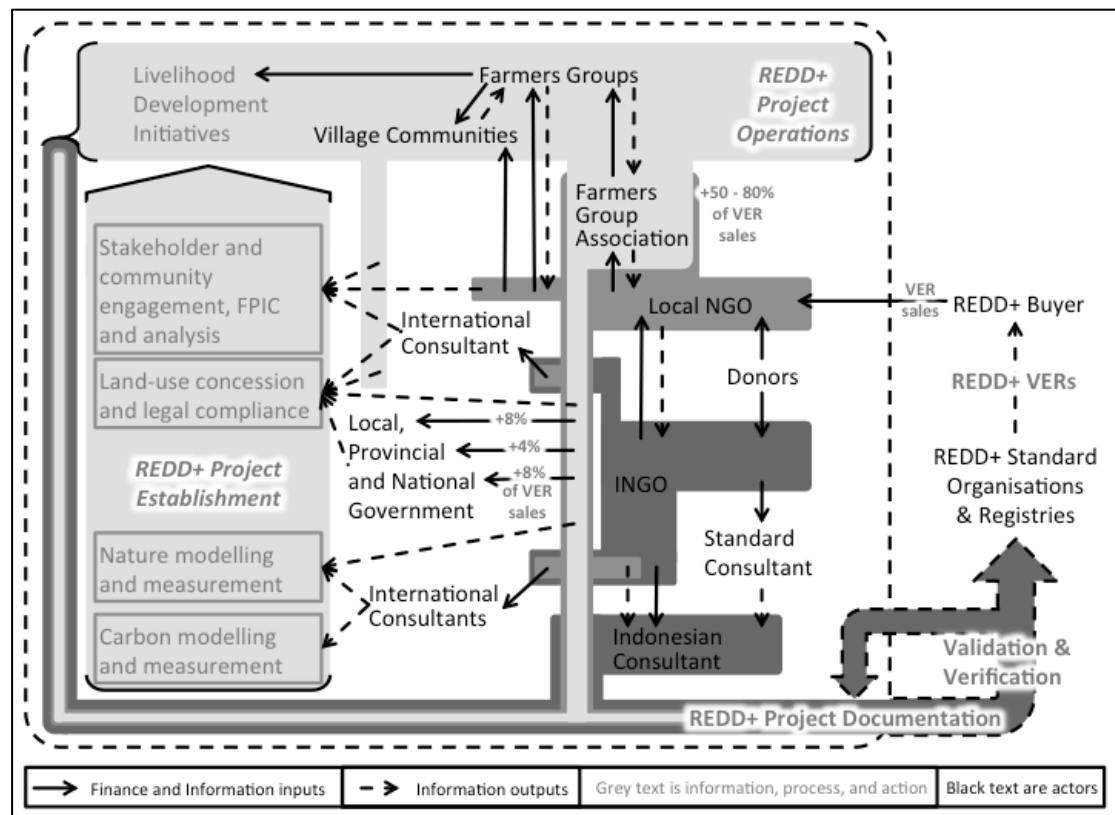 Livelihood
Development
Initiatives
Farmers Groups
Village Communities
REDD+
Project
Operations
Farmers
Group
Association
+50 - 80%
of VER
sales
Stakeholder and
community
engagement, FPIC
and analysis
Land-use concession
and legal compliance
REDD+ Project
Establishment
Nature modelling
and measurement
Carbon modelling
and measurement
International
Consultant
Local NGO
VER
sales
REDD+ Buyer
Donors
REDD+ VERs
Local,
Provincial
and National
Government
+8%
+4%
+8%
of VER
sales
INGO
REDD+ Standard
Organisations
& Registries
Standard
Consultant
International
Consultants
Indonesian
Consultant
Validation &
Verification
REDD+ Project Documentation
Finance and Information inputs
Information outputs
Grey text is information, process, and action
Black text are actors